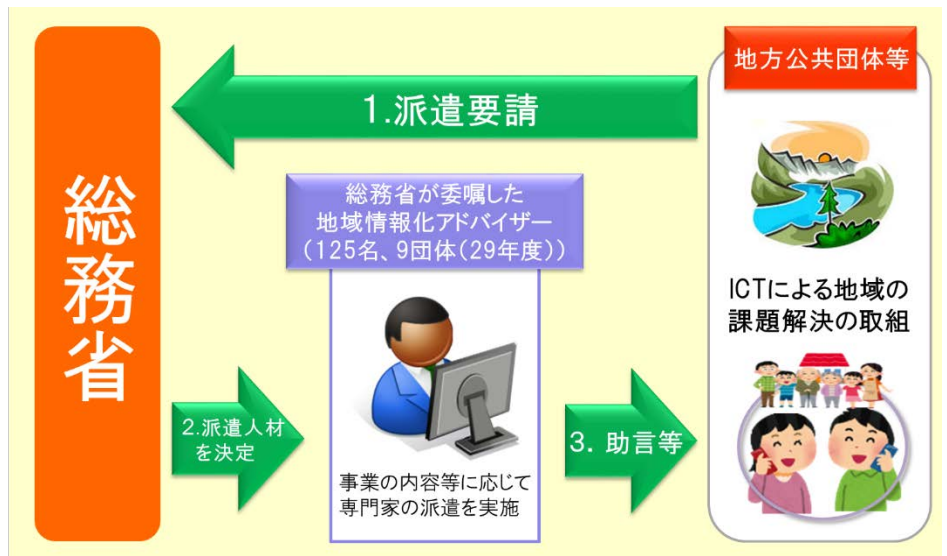 総務省
地方公共団体等
1.派遣要請
総務省が委嘱した
地域情報化アドバイザー
(125名、9団体(29年度))
ICTによる地域の
課題解決の取組
2.派遣人材
を決定
3. 助言等
事業の内容等に応じて
専門家の派遣を実施